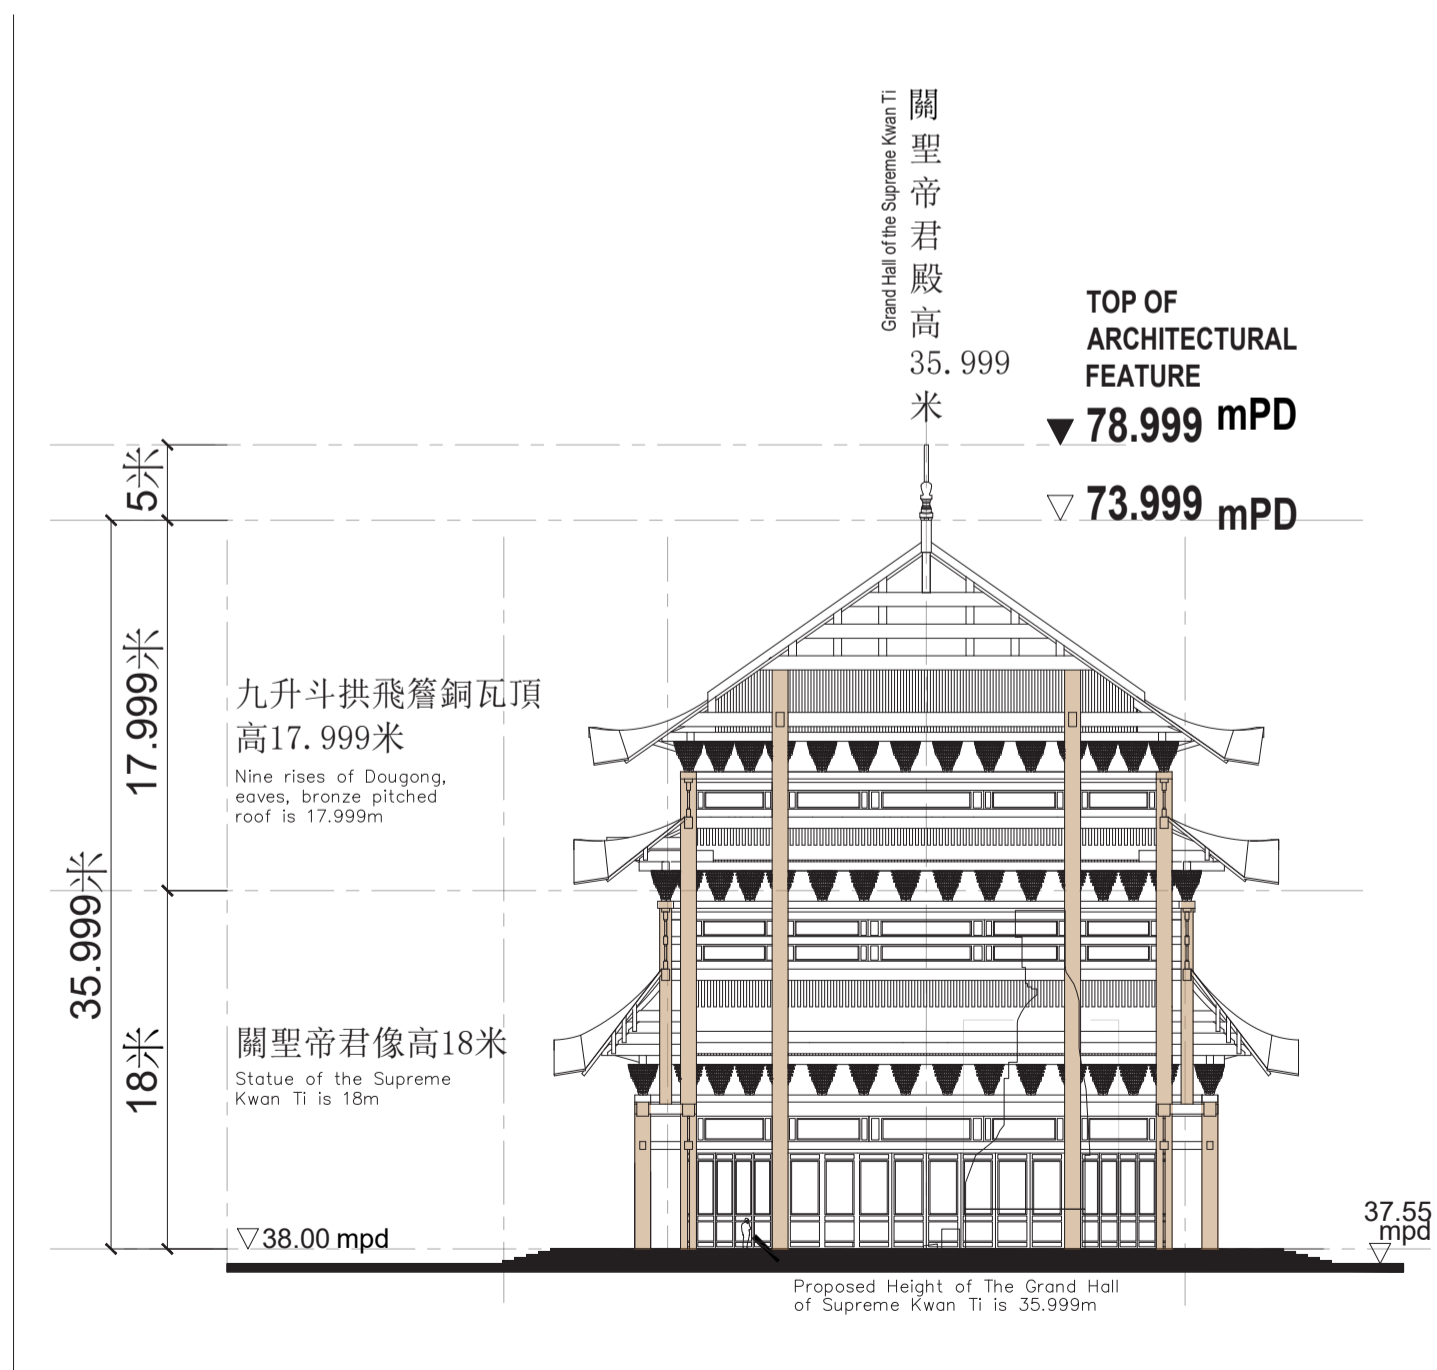 Grand Hall of the Supreme Kwan Ti
關聖帝君殿高
35.999
米
TOP OF
ARCHITECTURAL
FEATURE
78.999 mPD
73.999 mPD
5米
17.999米
35.999米
18米
九升斗拱飛簷銅瓦頂
高17.999米
Nine rises of Dougong,
eaves, bronze pitched
roof is 17.999m
關聖帝君像高18米
Statue of the Supreme
Kwan Ti is 18m
38.00 mpd
37.55
mpd
Proposed Height of The Grand Hall
of Supreme Kwan Ti is 35.999m